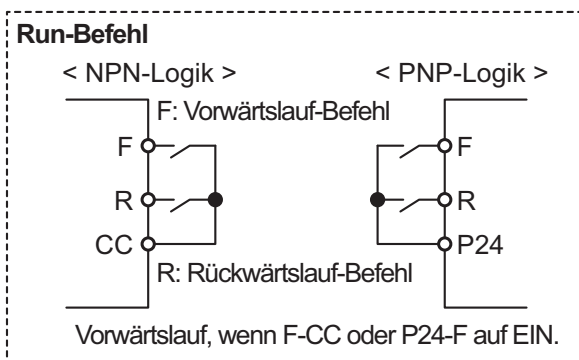 Run-Befehl
< NPN-Logik >
< PNP-Logik >
F: Vorwärtslauf-Befehl
F
F
R
R
CC
P24
R: Rückwärtslauf-Befehl
Vorwärtslauf, wenn F-CC oder P24-F auf EIN.